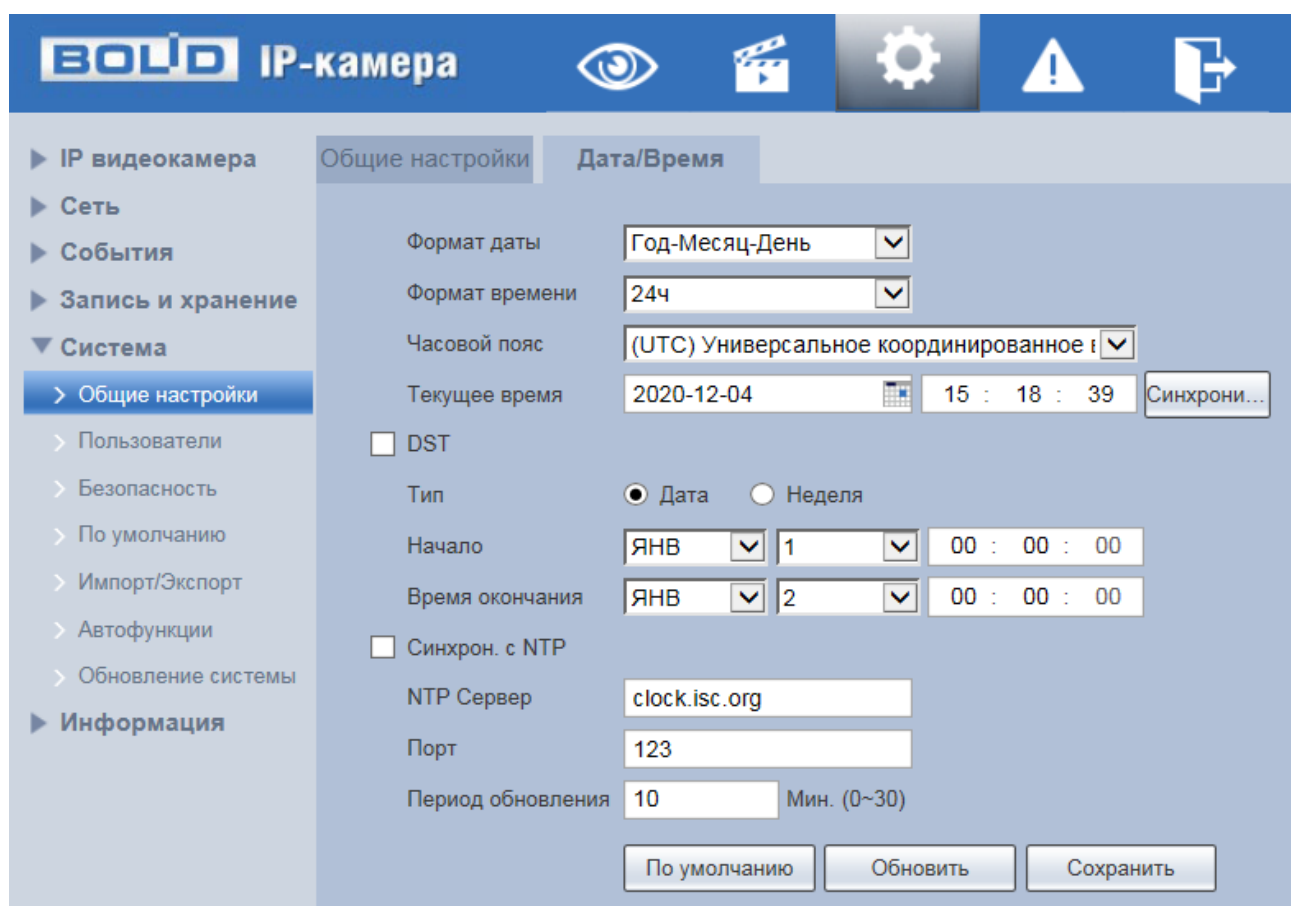 BOLID IP-камера
IP видеокамера
Сеть
События
Запись и хранение
Система
Общие настройки
Пользователи
Безопасность
По умолчанию
Импорт/Экспорт
Автофункции
Обновление системы
Информация
Общие настройки Дата/Время
Формат даты Год-Месяц-День
Формат времени 24ч
Часовой пояс (UTC) Универсальное координированное
Текущее время 2020-12-04 15 : 18 : 39 Синхрони...
DST
Тип Дата Неделя
Начало ЯНВ 1 00 : 00 : 00
Время окончания ЯНВ 2 00 : 00 : 00
Синхрон. с NTP
NTP Сервер clock.isc.org
Порт 123
Период обновления 10 Мин. (0~30)
По умолчанию Обновить Сохранить